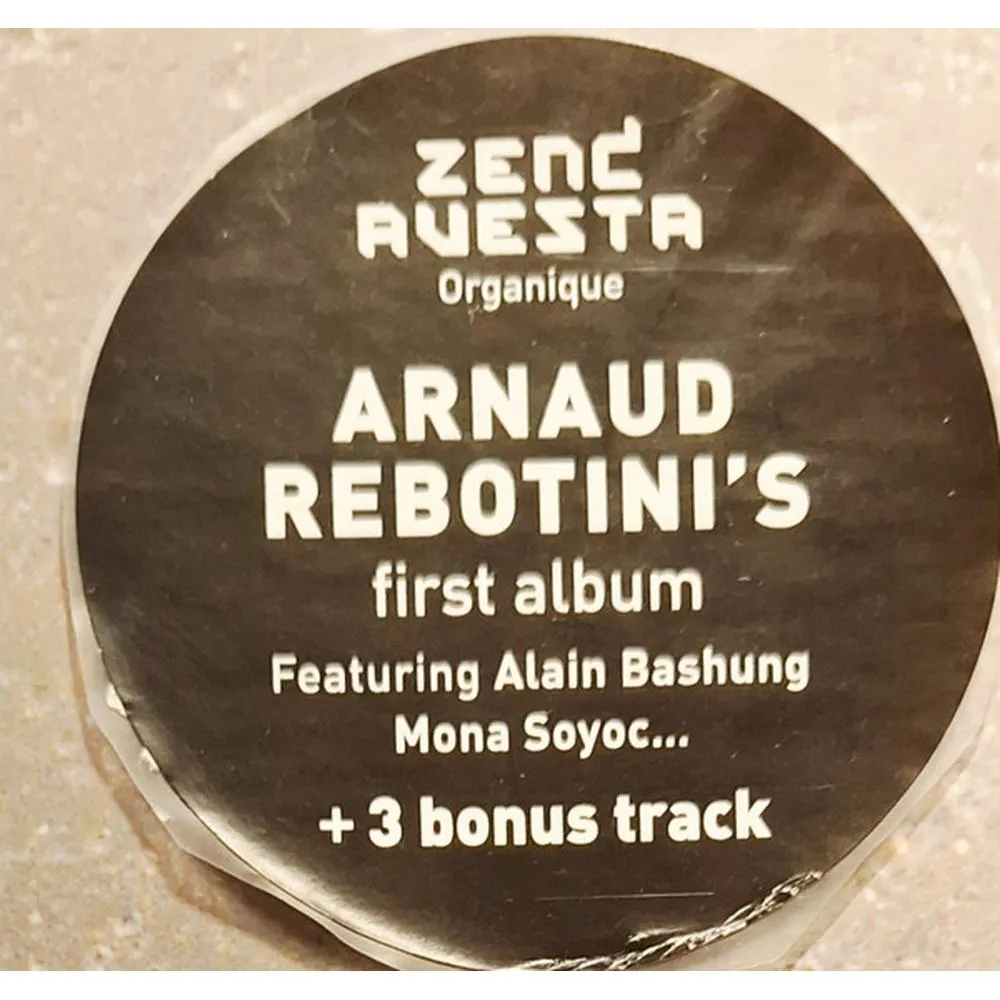 ZEND
AVESTA
Organique
ARNAUD
REBOTINI'S
first album
Featuring Alain Bashung
Mona Soyoc...
+ 3 bonus track